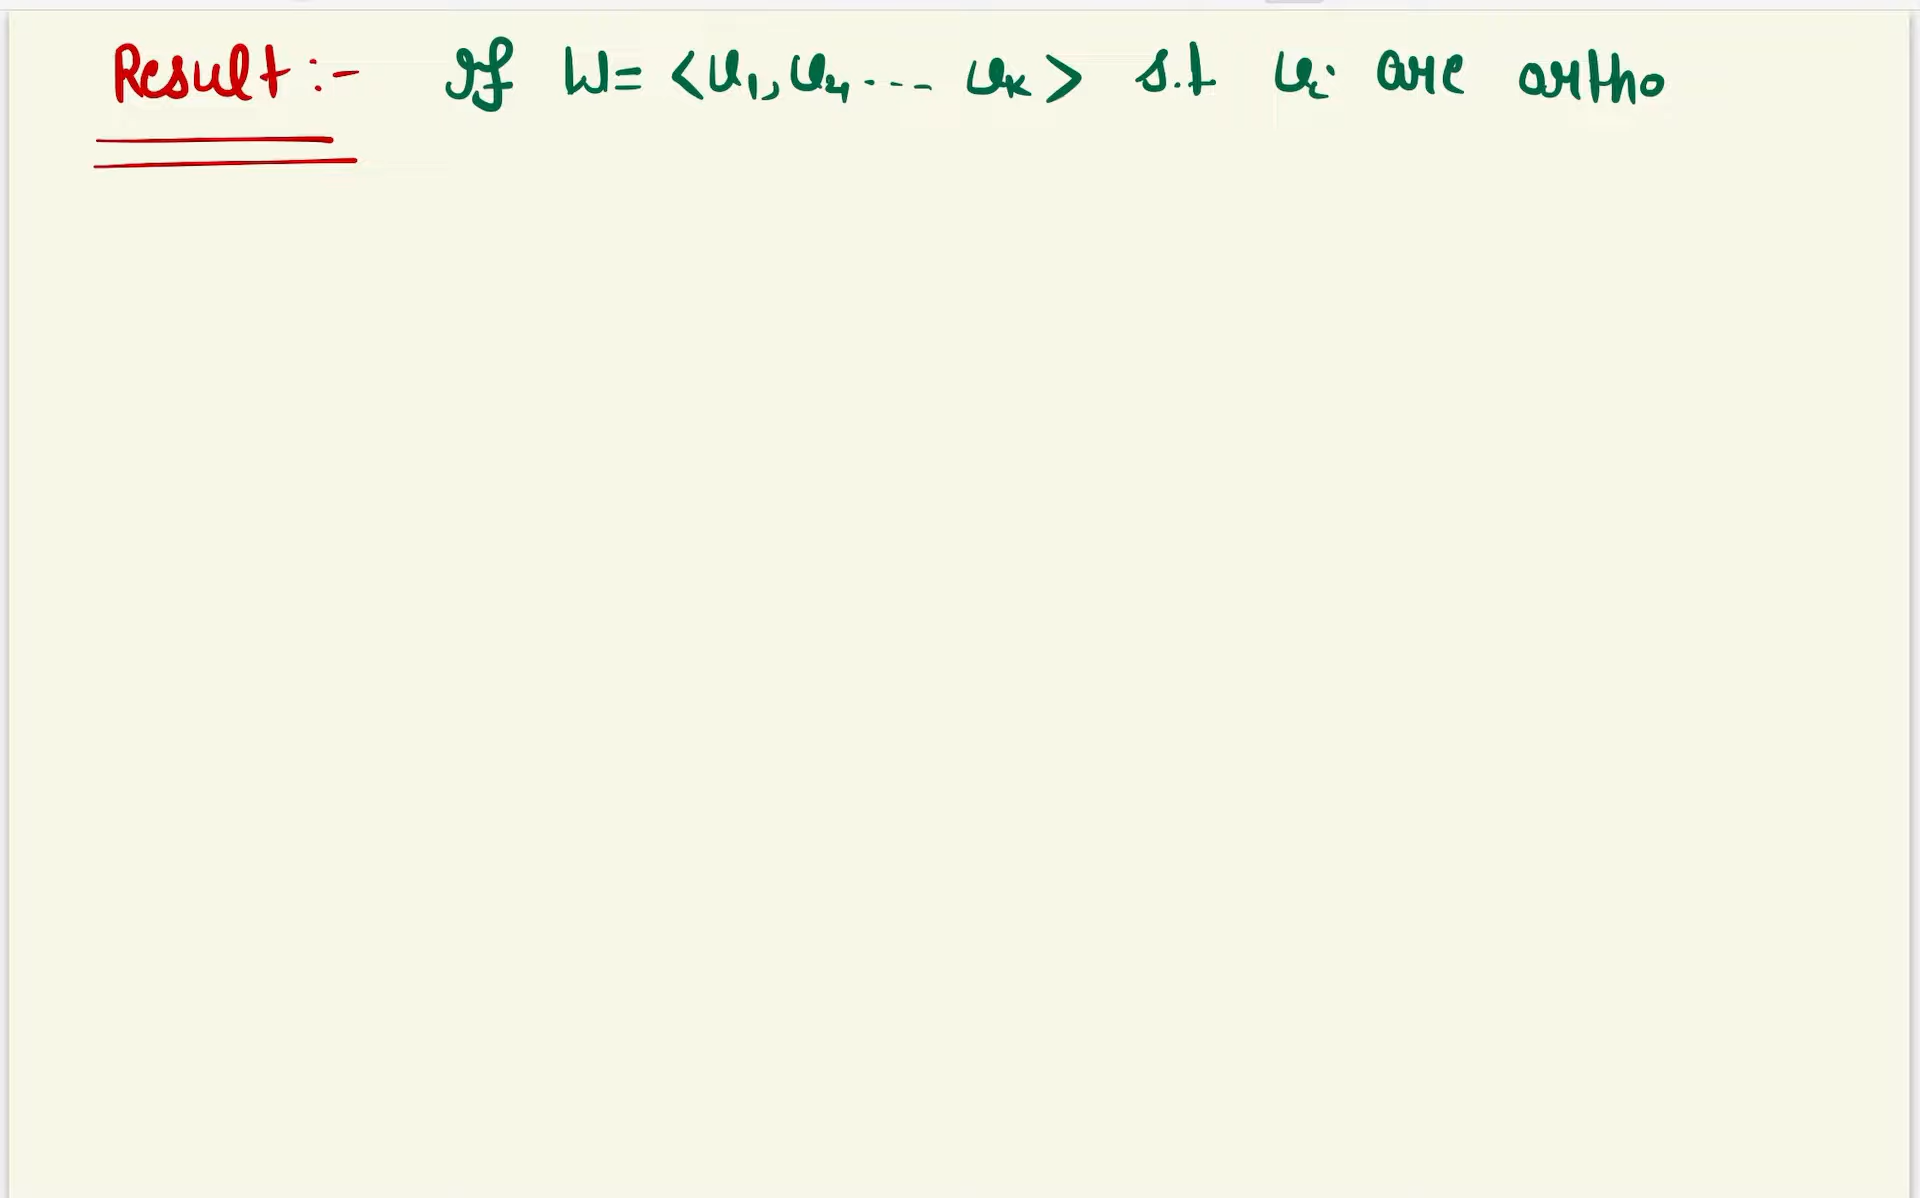 Result :- If W = <u₁, u₂, ... uₖ> s.t uᵢ are ortho